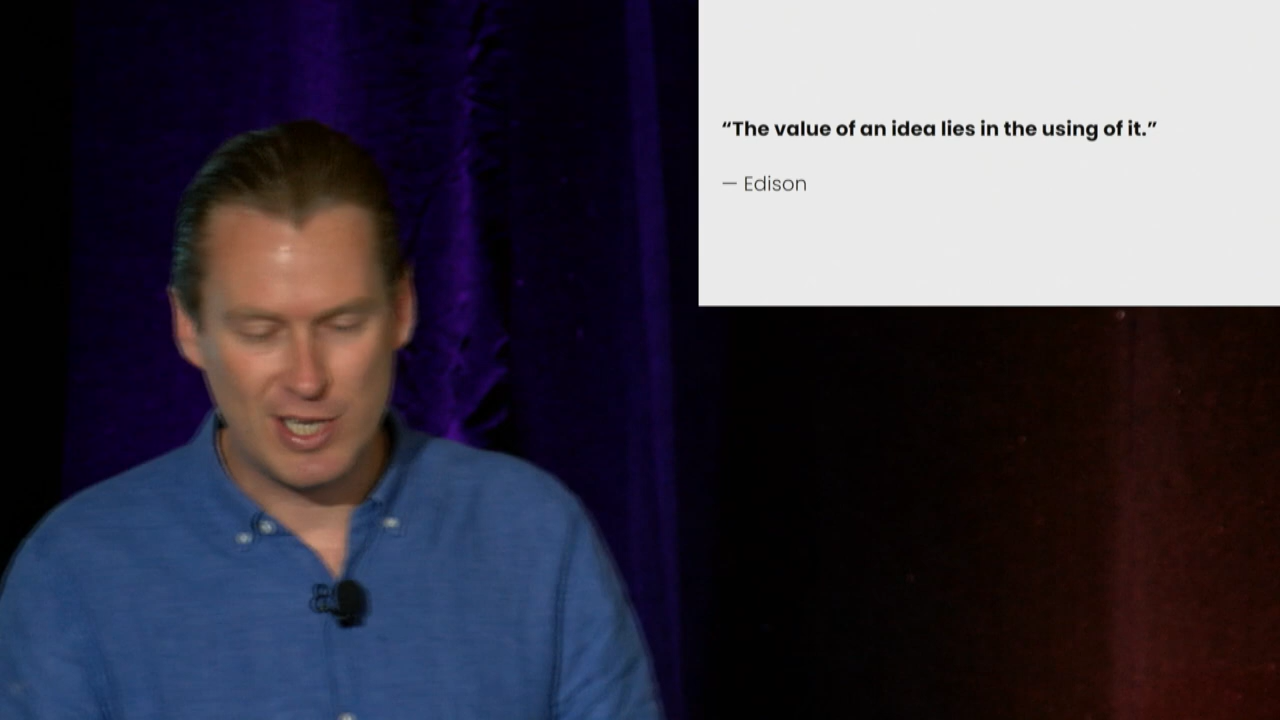 “The value of an idea lies in the using of it.”
— Edison